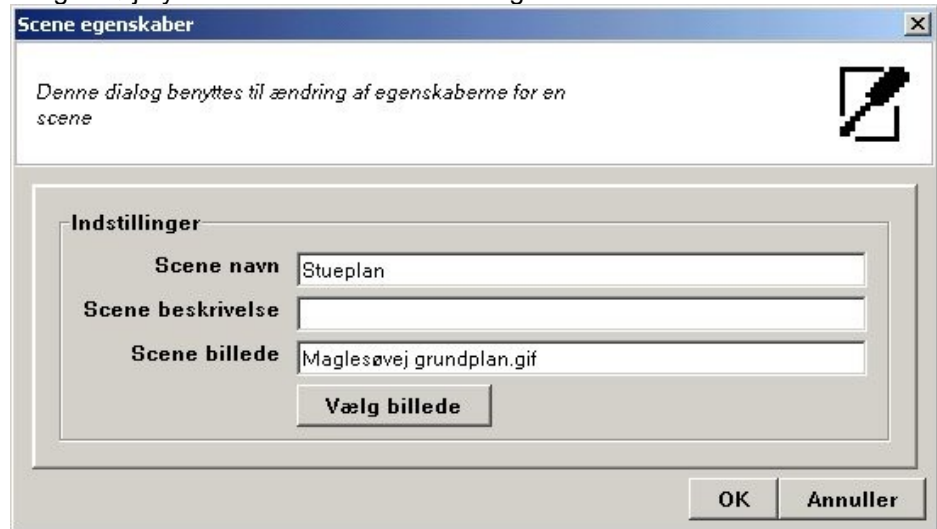 Scene egenskaber
Denne dialog benyttes til ændring af egenskaberne for en
scene
Indstillinger
Scene navn Stueplan
Scene beskrivelse
Scene billede Maglesøvej grundplan.gif
Vælg billede
OK Annuller